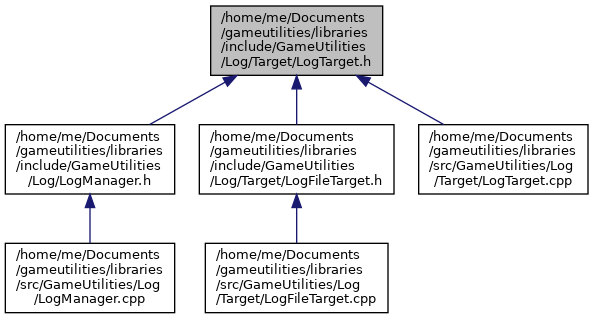 /home/me/Documents
/gameutilities/libraries
/include/GameUtilities
/Log/Target/LogTarget.h
/home/me/Documents
/gameutilities/libraries
/include/GameUtilities
/Log/LogManager.h
/home/me/Documents
/gameutilities/libraries
/include/GameUtilities
/Log/Target/LogFileTarget.h
/home/me/Documents
/gameutilities/libraries
/src/GameUtilities/Log
/Target/LogTarget.cpp
/home/me/Documents
/gameutilities/libraries
/src/GameUtilities/Log
/LogManager.cpp
/home/me/Documents
/gameutilities/libraries
/src/GameUtilities/Log
/Target/LogFileTarget.cpp